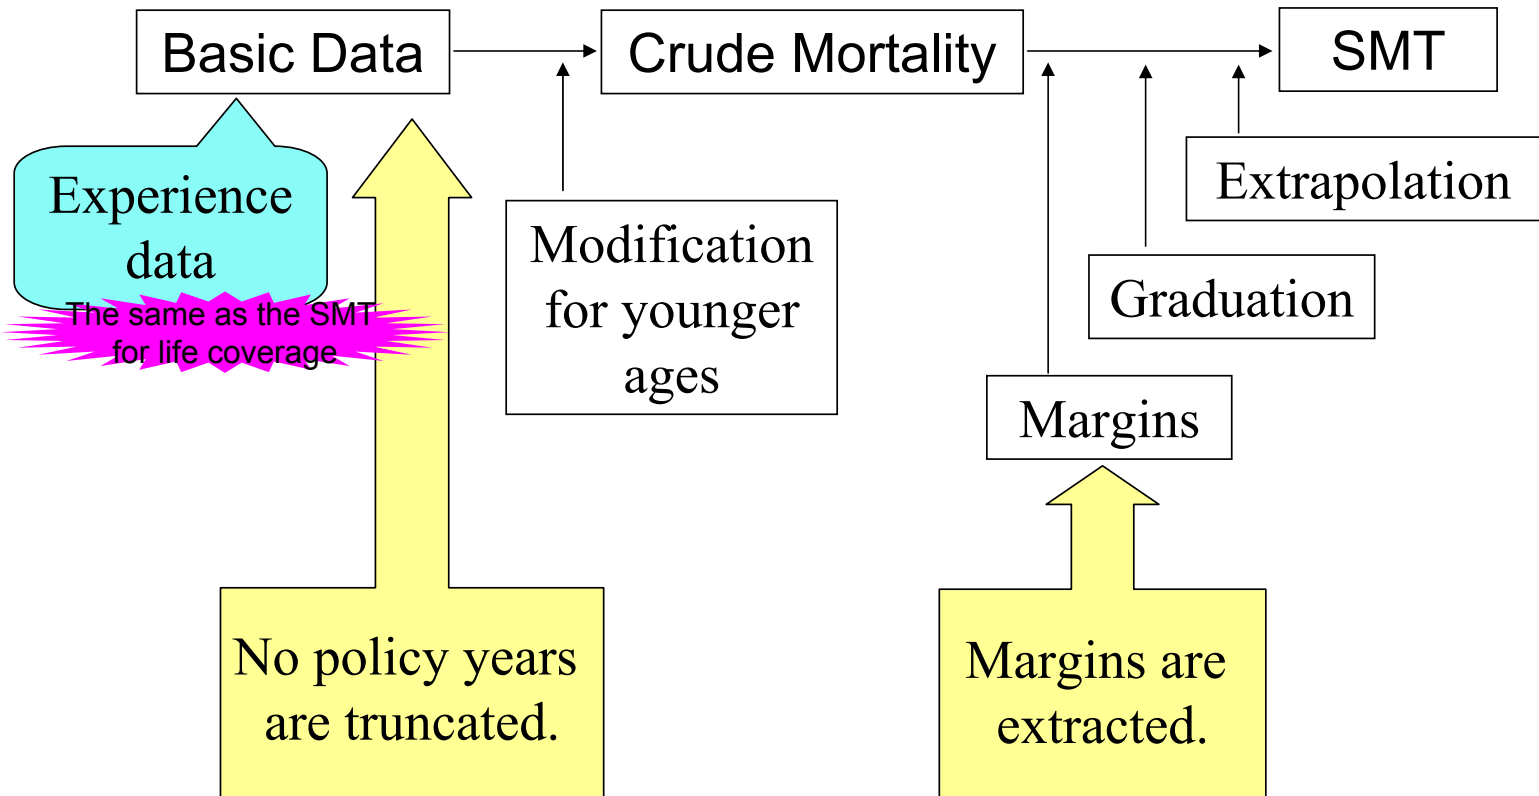 Basic Data
Crude Mortality
SMT
Experience
data
The same as the SMT
for life coverage
Modification
for younger
ages
Extrapolation
Graduation
Margins
No policy years
are truncated.
Margins are
extracted.